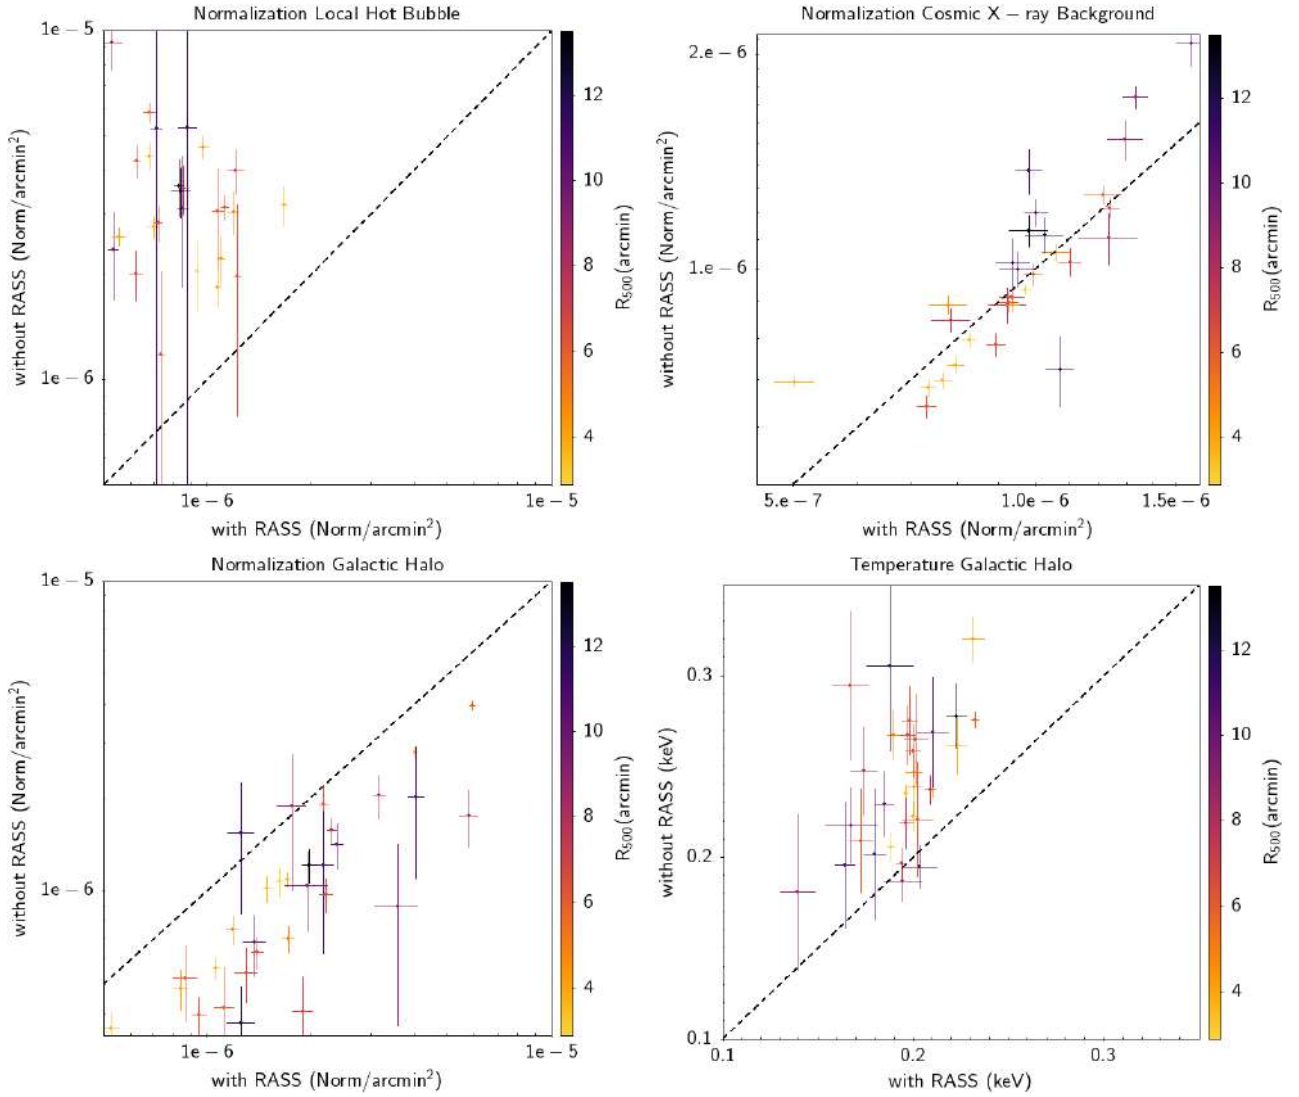 Normalization Local Hot Bubble
1e − 5
1e − 6
without RASS (Norm/arcmin²)
1e − 6
1e − 5
with RASS (Norm/arcmin²)
12
10
8
6
4
R₅₀₀(arcmin)
Normalization Cosmic X − ray Background
2.e − 6
1.e − 6
without RASS (Norm/arcmin²)
5.e − 7
1.0e − 6
1.5e − 6
with RASS (Norm/arcmin²)
12
10
8
6
4
R₅₀₀(arcmin)
Normalization Galactic Halo
1e − 5
1e − 6
without RASS (Norm/arcmin²)
1e − 6
1e − 5
with RASS (Norm/arcmin²)
12
10
8
6
4
R₅₀₀(arcmin)
Temperature Galactic Halo
0.3
0.2
0.1
without RASS (keV)
0.1
0.2
0.3
with RASS (keV)
12
10
8
6
4
R₅₀₀(arcmin)